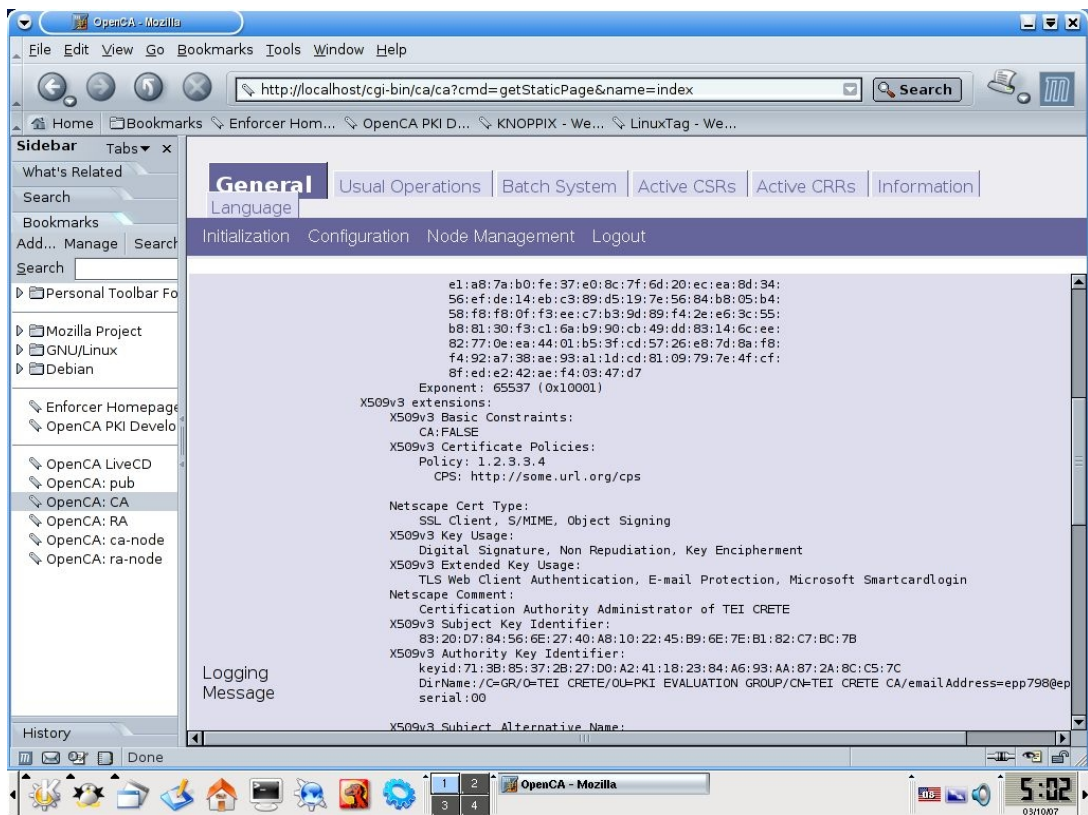 OpenCA - Mozilla
File Edit View Go Bookmarks Tools Window Help
http://localhost/cgi-bin/ca/ca?cmd=getStaticPage&name=index
Search
Home Bookmarks Enforcer Hom... OpenCA PKI D... KNOPPIX - We... LinuxTag - We...
Sidebar Tabs x
What's Related
Search
Bookmarks
Add... Manage Search
Search
Personal Toolbar Fo
Mozilla Project
GNU/Linux
Debian
Enforcer Homepage
OpenCA PKI Develo
OpenCA LiveCD
OpenCA: pub
OpenCA: CA
OpenCA: RA
OpenCA: ca-node
OpenCA: ra-node
History
General Usual Operations Batch System Active CSRs Active CRRs Information
Language
Initialization Configuration Node Management Logout
e1:a8:7a:b0:fe:37:e0:8c:7f:6d:20:ec:ea:8d:34:
56:ef:de:14:eb:c3:89:d5:19:7e:56:84:b8:05:b4:
58:f8:f8:0f:f3:ee:c7:b3:9d:89:f4:2e:e6:3c:55:
b8:81:30:f3:c1:6a:b9:90:cb:49:dd:83:14:6c:ee:
82:77:0e:ea:44:01:b5:3f:cd:57:26:e8:7d:8a:f8:
f4:92:a7:38:ae:93:a1:1d:cd:81:09:79:7e:4f:cf:
8f:ed:e2:42:ae:f4:03:47:d7
Exponent: 65537 (0x10001)
X509v3 extensions:
X509v3 Basic Constraints:
CA:FALSE
X509v3 Certificate Policies:
Policy: 1.2.3.3.4
CPS: http://some.url.org/cps
Netscape Cert Type:
SSL Client, S/MIME, Object Signing
X509v3 Key Usage:
Digital Signature, Non Repudiation, Key Encipherment
X509v3 Extended Key Usage:
TLS Web Client Authentication, E-mail Protection, Microsoft Smartcardlogin
Netscape Comment:
Certification Authority Administrator of TEI CRETE
X509v3 Subject Key Identifier:
83:20:D7:84:56:6E:27:40:A8:10:22:45:B9:6E:7E:B1:82:C7:BC:7B
X509v3 Authority Key Identifier:
keyid:71:3B:85:37:2B:27:D0:A2:41:18:23:84:A6:93:AA:87:2A:8C:C5:7C
DirName:/C=GR/O=TEI CRETE/OU=PKI EVALUATION GROUP/CN=TEI CRETE CA/emailAddress=epp798@ep
serial:00
X509v3 Subject Alternative Name:
Logging
Message
Done
1 2
3 4
OpenCA - Mozilla
us
5:02
03/10/07